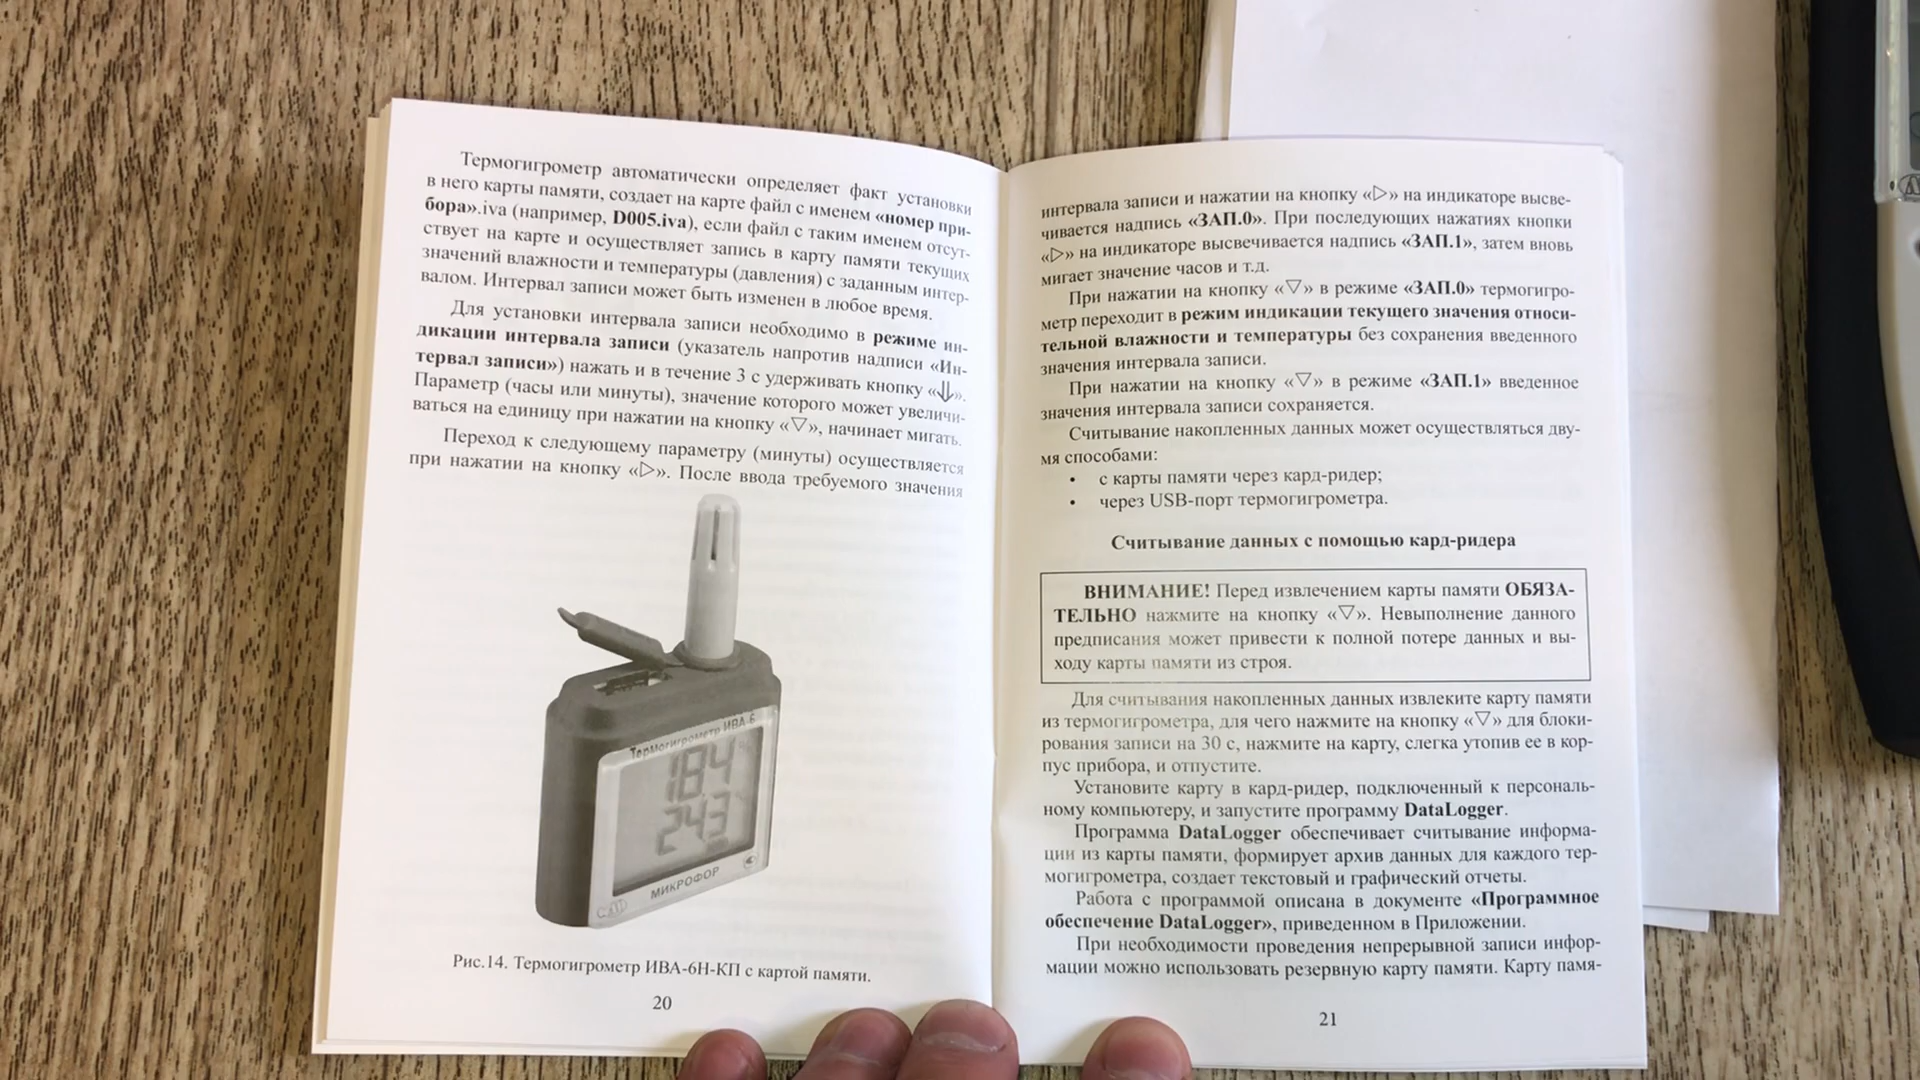 Термогигрометр автоматически определяет факт установки
в него карты памяти, создает на карте файл с именем «номер при-
бора».iva (например, D005.iva), если файл с таким именем отсут-
ствует на карте и осуществляет запись в карту памяти текущих
значений влажности и температуры (давления) с заданным интер-
валом. Интервал записи может быть изменен в любое время.
Для установки интервала записи необходимо в режиме ин-
дикации интервала записи (указатель напротив надписи «Ин-
тервал записи») нажать и в течение 3 с удерживать кнопку «⇓».
Параметр (часы или минуты), значение которого может увеличи-
ваться на единицу при нажатии на кнопку «▽», начинает мигать.
Переход к следующему параметру (минуты) осуществляется
при нажатии на кнопку «▷». После ввода требуемого значения
Термогигрометр ИВА-6
18.4 %
24.3
МИКРОФОР
Рис.14. Термогигрометр ИВА-6Н-КП с картой памяти.
20
интервала записи и нажатии на кнопку «▷» на индикаторе высве-
чивается надпись «ЗАП.0». При последующих нажатиях кнопки
«▷» на индикаторе высвечивается надпись «ЗАП.1», затем вновь
мигает значение часов и т.д.
При нажатии на кнопку «▽» в режиме «ЗАП.0» термогигро-
метр переходит в режим индикации текущего значения относи-
тельной влажности и температуры без сохранения введенного
значения интервала записи.
При нажатии на кнопку «▽» в режиме «ЗАП.1» введенное
значения интервала записи сохраняется.
Считывание накопленных данных может осуществляться дву-
мя способами:
• с карты памяти через кард-ридер;
• через USB-порт термогигрометра.
Считывание данных с помощью кард-ридера
ВНИМАНИЕ! Перед извлечением карты памяти ОБЯЗА-
ТЕЛЬНО нажмите на кнопку «▽». Невыполнение данного
предписания может привести к полной потере данных и вы-
ходу карты памяти из строя.
Для считывания накопленных данных извлеките карту памяти
из термогигрометра, для чего нажмите на кнопку «▽» для блоки-
рования записи на 30 с, нажмите на карту, слегка утопив ее в кор-
пус прибора, и отпустите.
Установите карту в кард-ридер, подключенный к персональ-
ному компьютеру, и запустите программу DataLogger.
Программа DataLogger обеспечивает считывание информа-
ции из карты памяти, формирует архив данных для каждого тер-
могигрометра, создает текстовый и графический отчеты.
Работа с программой описана в документе «Программное
обеспечение DataLogger», приведенном в Приложении.
При необходимости проведения непрерывной записи инфор-
мации можно использовать резервную карту памяти. Карту памя-
21